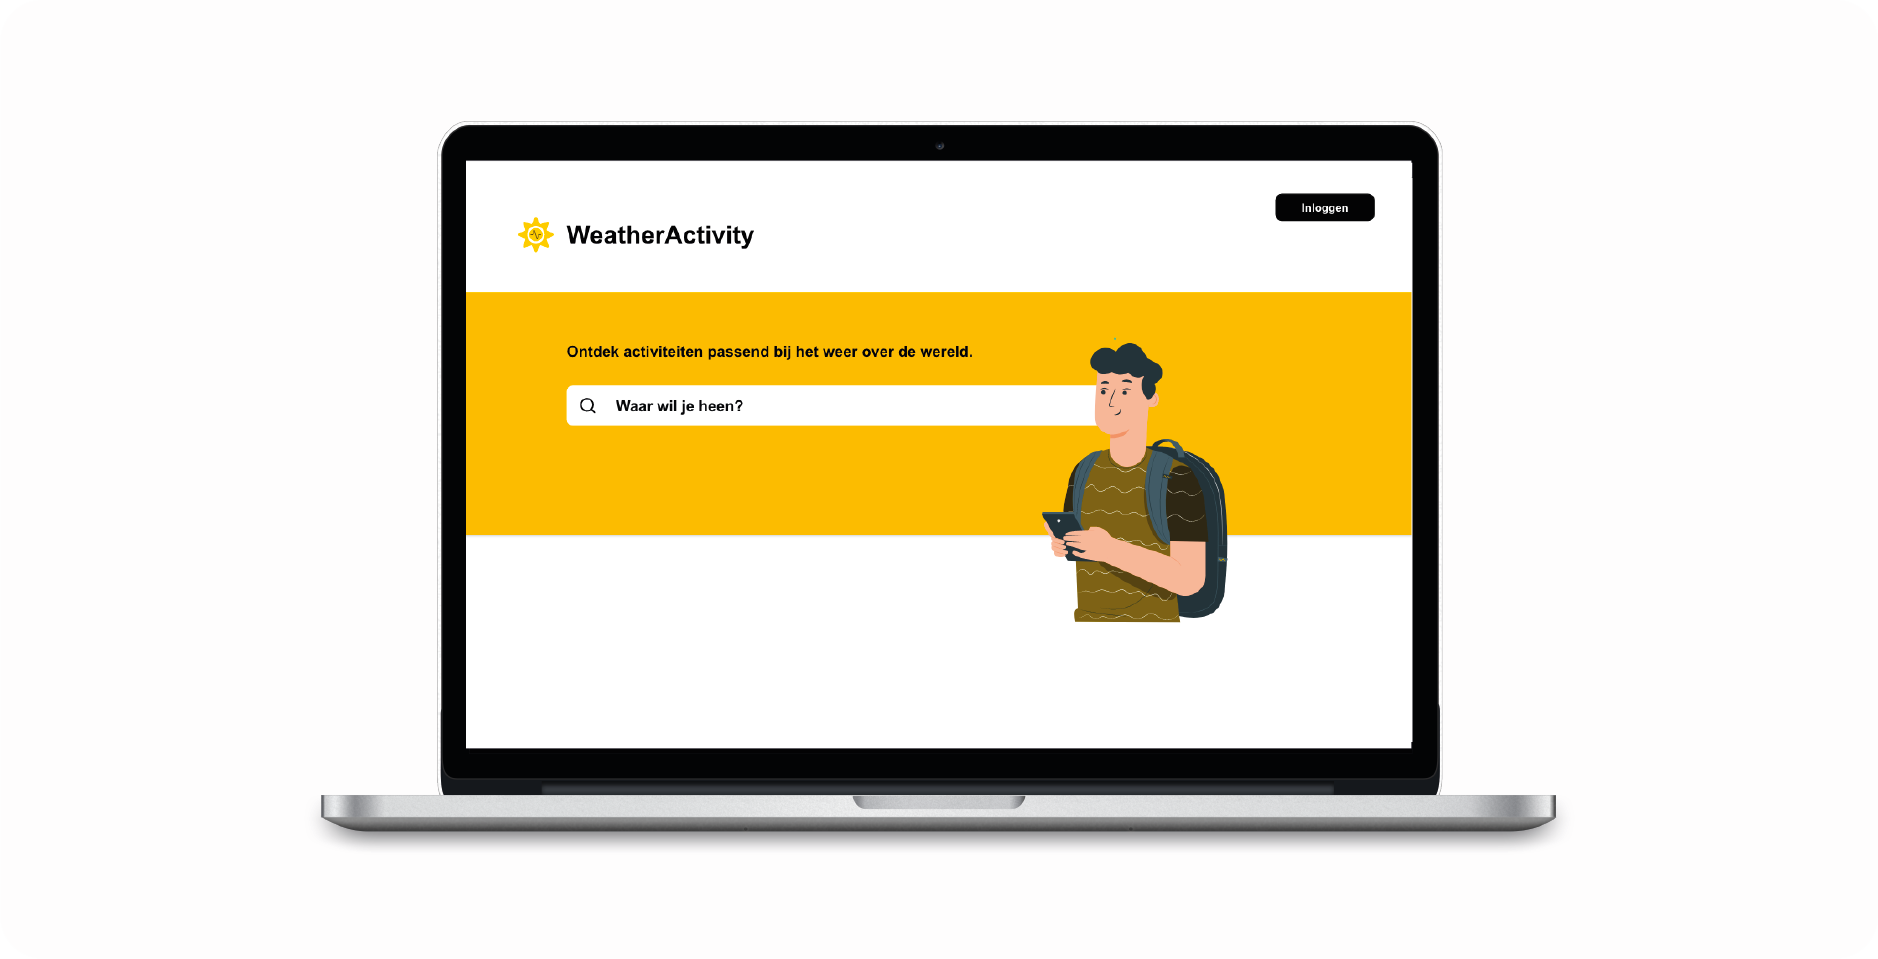 Inloggen
WeatherActivity
Ontdek activiteiten passend bij het weer over de wereld.
Waar wil je heen?